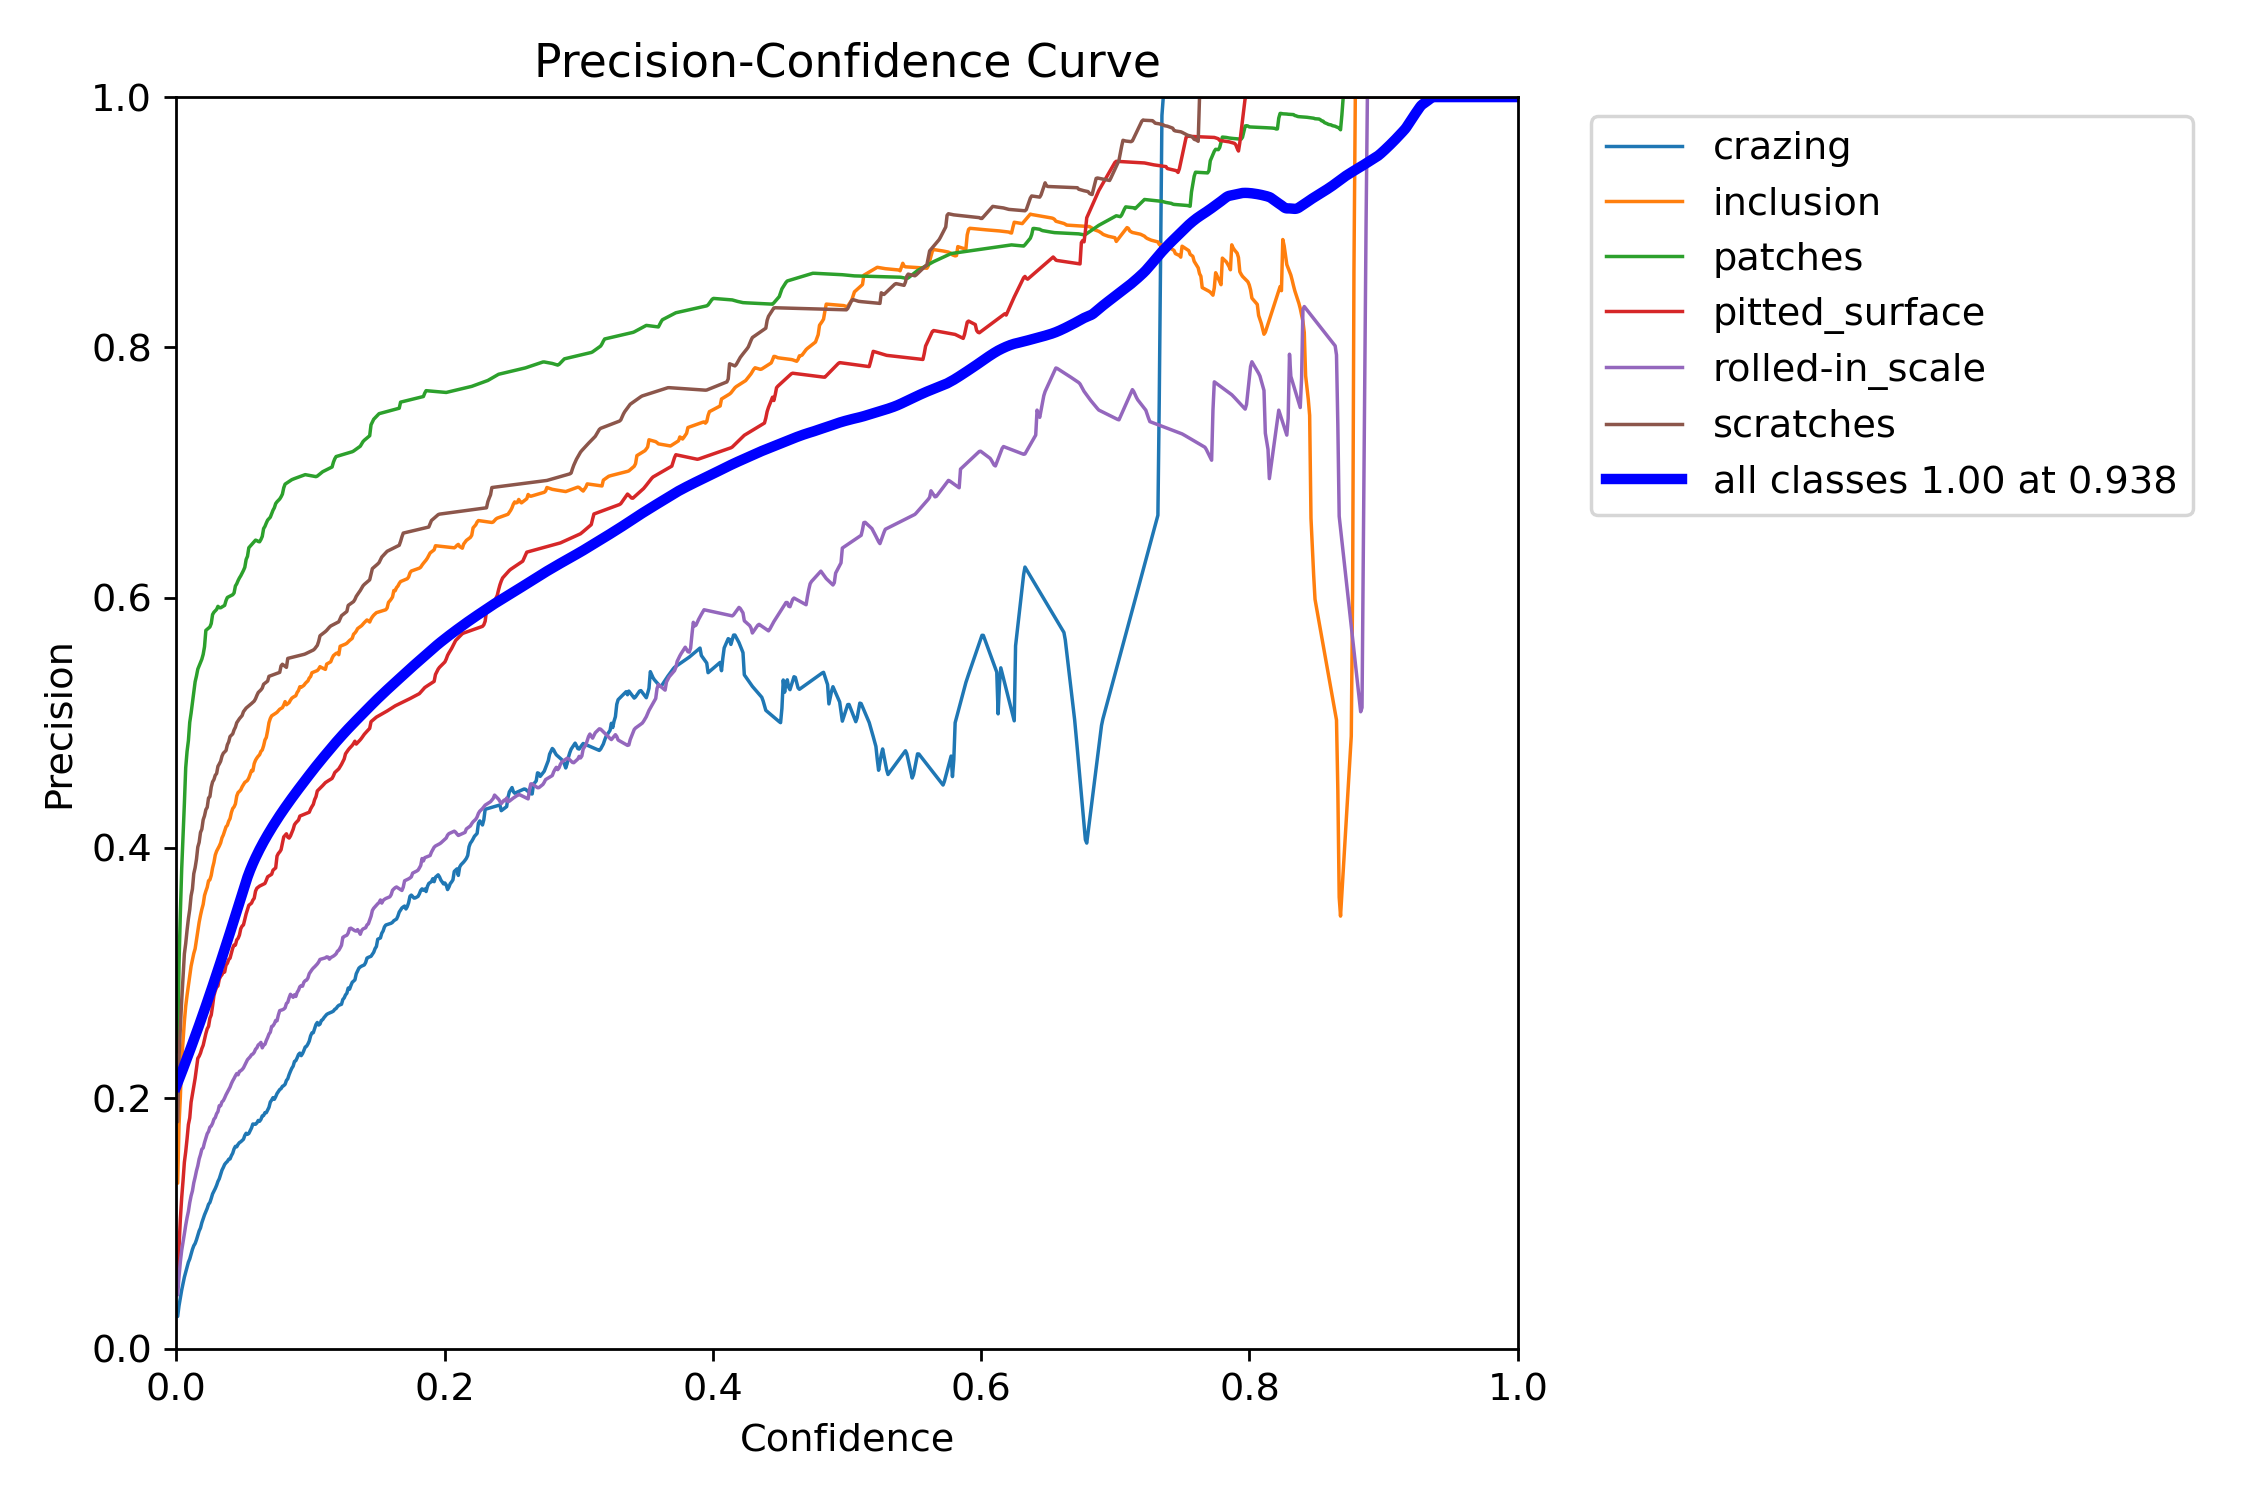 Precision-Confidence Curve
1.0
0.8
0.6
0.4
0.2
0.0
Precision
0.0 0.2 0.4 0.6 0.8 1.0
Confidence
crazing
inclusion
patches
pitted_surface
rolled-in_scale
scratches
all classes 1.00 at 0.938